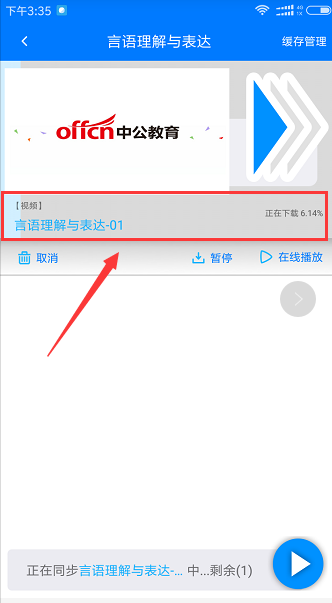 下午3:35
4G
1X
言语理解与表达
缓存管理
offcn中公教育
【视频】
正在下载 6.14%
言语理解与表达-01
取消
暂停
在线播放
正在同步言语理解与表达-... 中...剩余(1)